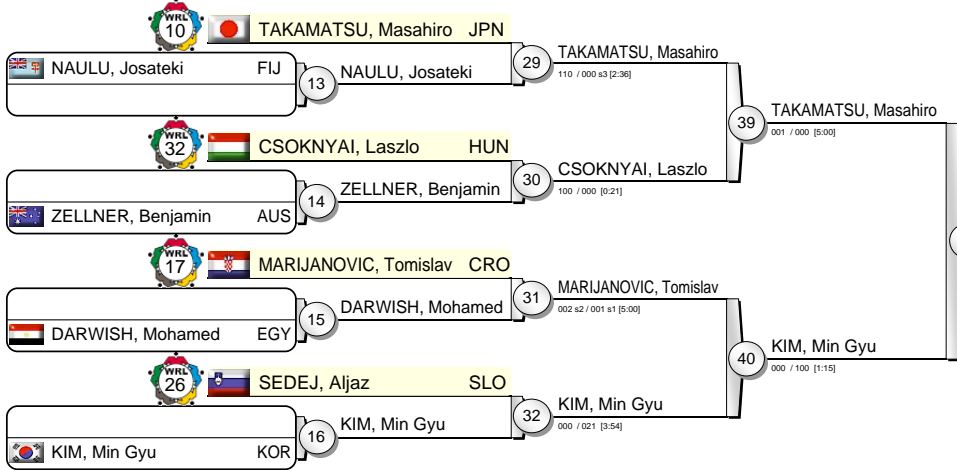 WRL
10
TAKAMATSU, Masahiro JPN
NAULU, Josateki FIJ
13
NAULU, Josateki
29
TAKAMATSU, Masahiro
110 / 000 s3 [2:36]
39
TAKAMATSU, Masahiro
001 / 000 [5:00]
WRL
32
CSOKNYAI, Laszlo HUN
14
ZELLNER, Benjamin
ZELLNER, Benjamin AUS
30
CSOKNYAI, Laszlo
100 / 000 [0:21]
WRL
17
MARIJANOVIC, Tomislav CRO
15
DARWISH, Mohamed
DARWISH, Mohamed EGY
31
MARIJANOVIC, Tomislav
002 s2 / 001 s1 [5:00]
40
KIM, Min Gyu
000 / 100 [1:15]
WRL
26
SEDEJ, Aljaz SLO
16
KIM, Min Gyu
KIM, Min Gyu KOR
32
KIM, Min Gyu
000 / 021 [3:54]